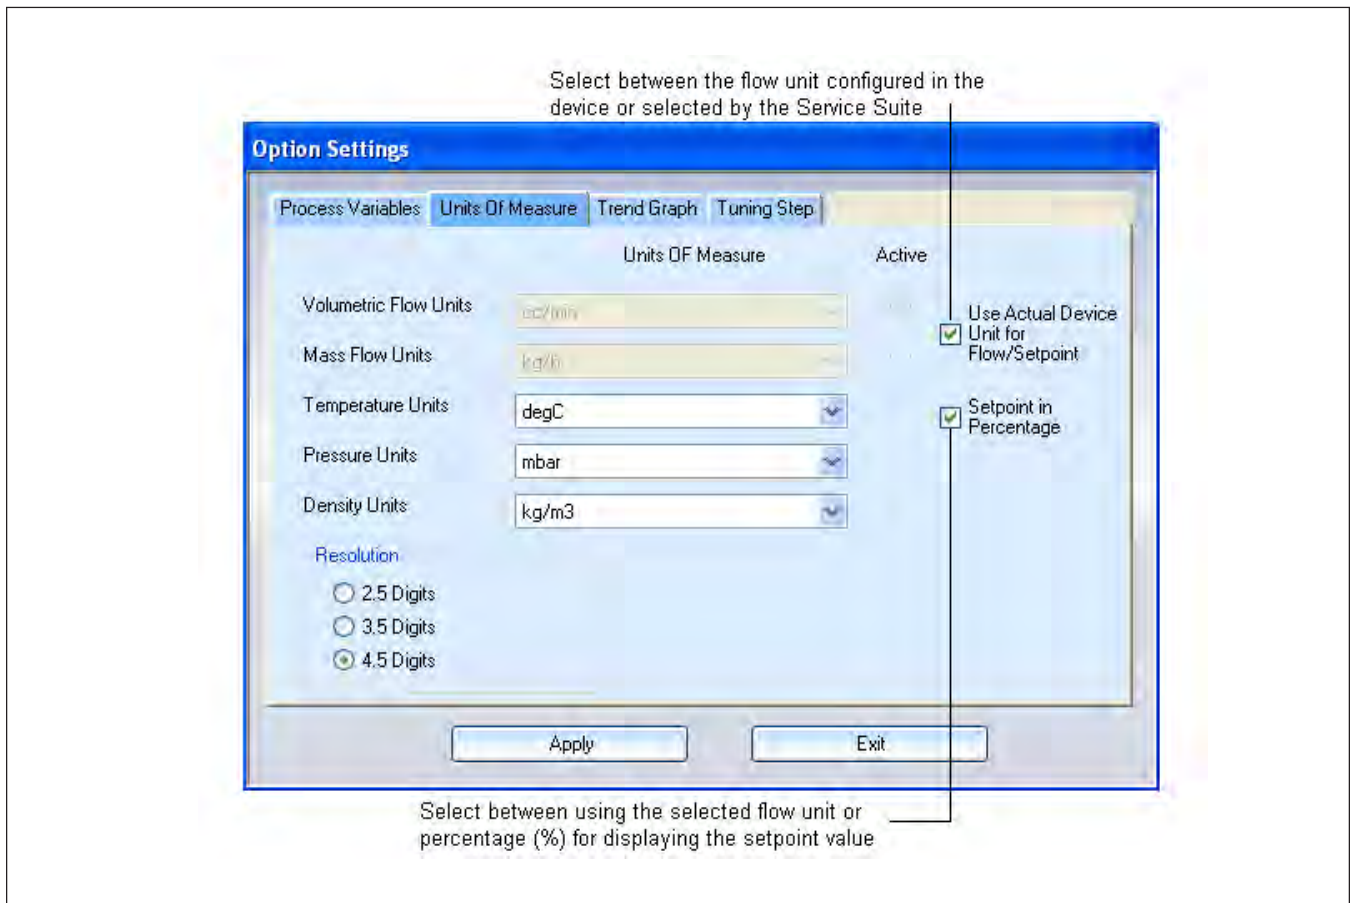 Select between the flow unit configured in the
device or selected by the Service Suite
Option Settings
Process Variables Units Of Measure Trend Graph Tuning Step
Units OF Measure Active
Volumetric Flow Units cc/min
Use Actual Device
Unit for
Flow/Setpoint
Mass Flow Units kg/h
Temperature Units degC
Setpoint in
Percentage
Pressure Units mbar
Density Units kg/m3
Resolution
2.5 Digits
3.5 Digits
4.5 Digits
Apply Exit
Select between using the selected flow unit or
percentage (%) for displaying the setpoint value